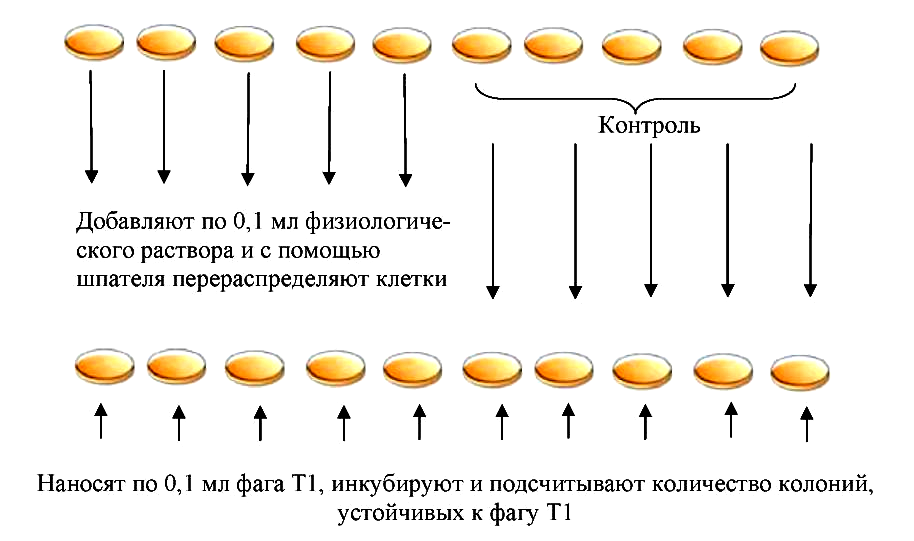 Контроль
Добавляют по 0,1 мл физиологиче-
ского раствора и с помощью
шпателя перераспределяют клетки
Наносят по 0,1 мл фага Т1, инкубируют и подсчитывают количество колоний,
устойчивых к фагу Т1